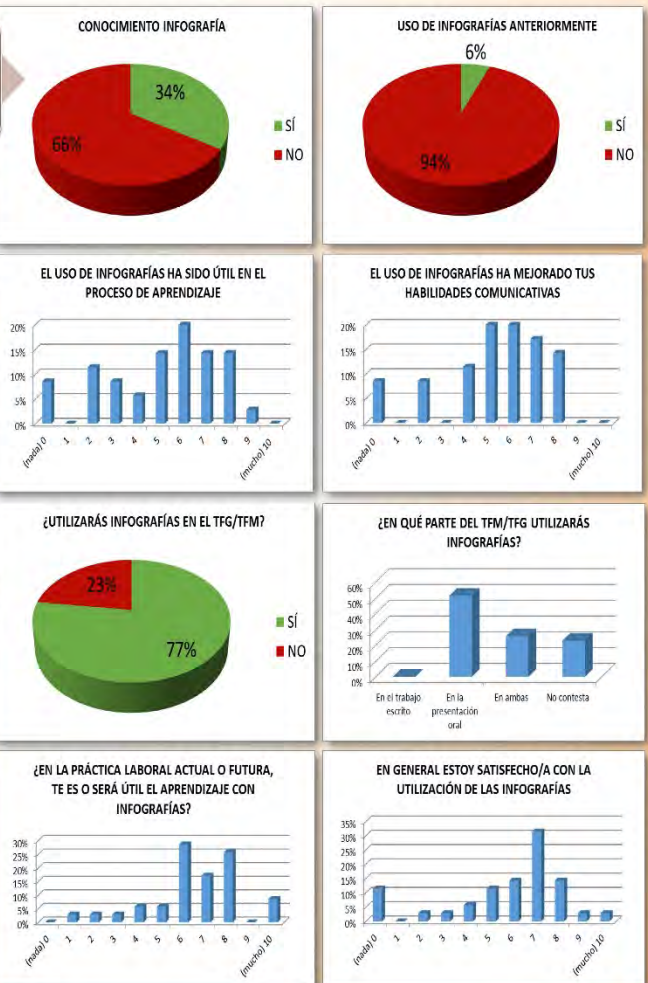 CONOCIMIENTO INFOGRAFÍA
34%
66%
SÍ
NO
USO DE INFOGRAFÍAS ANTERIORMENTE
6%
94%
SÍ
NO
EL USO DE INFOGRAFÍAS HA SIDO ÚTIL EN EL
PROCESO DE APRENDIZAJE
20%
15%
10%
5%
0%
(nada) 0 1 2 3 4 5 6 7 8 9 (mucho) 10
EL USO DE INFOGRAFÍAS HA MEJORADO TUS
HABILIDADES COMUNICATIVAS
20%
15%
10%
5%
0%
(nada) 0 1 2 3 4 5 6 7 8 9 (mucho) 10
¿UTILIZARÁS INFOGRAFÍAS EN EL TFG/TFM?
23%
77%
SÍ
NO
¿EN QUÉ PARTE DEL TFM/TFG UTILIZARÁS
INFOGRAFÍAS?
60%
50%
40%
30%
20%
10%
0%
En el trabajo
escrito
En la
presentación
oral
En ambas
No contesta
¿EN LA PRÁCTICA LABORAL ACTUAL O FUTURA,
TE ES O SERÁ ÚTIL EL APRENDIZAJE CON
INFOGRAFÍAS?
30%
25%
20%
15%
10%
5%
0%
(nada) 0 1 2 3 4 5 6 7 8 9 (mucho) 10
EN GENERAL ESTOY SATISFECHO/A CON LA
UTILIZACIÓN DE LAS INFOGRAFÍAS
35%
30%
25%
20%
15%
10%
5%
0%
(nada) 0 1 2 3 4 5 6 7 8 9 (mucho) 10